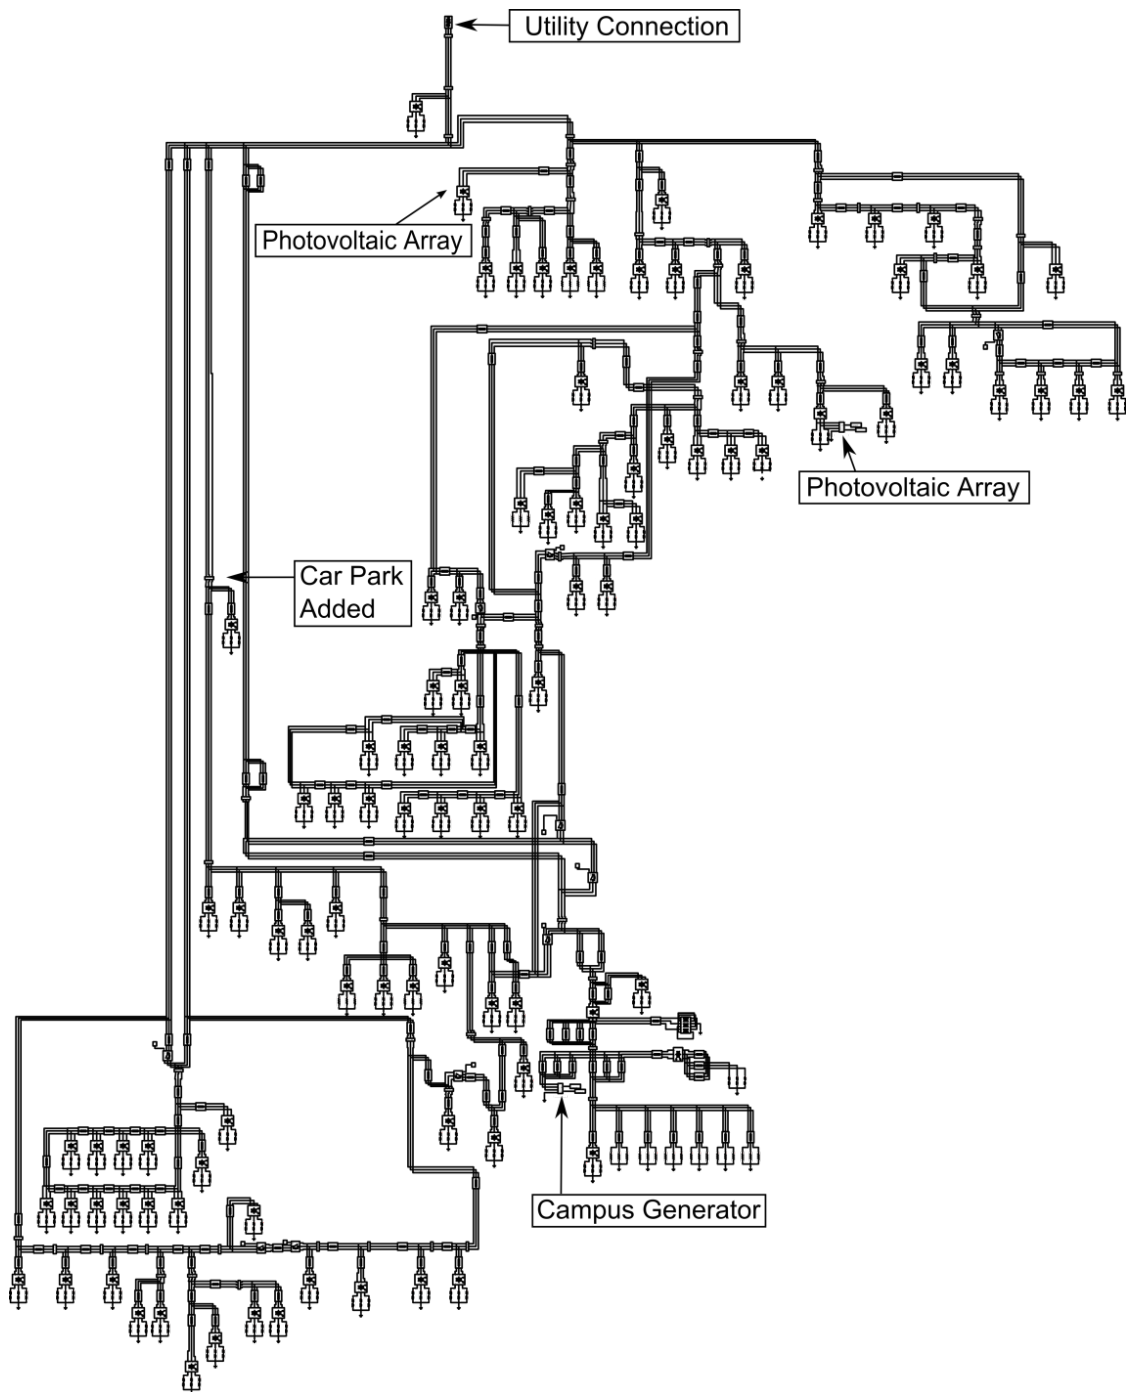 Utility Connection
Photovoltaic Array
Photovoltaic Array
Car Park
Added
Campus Generator